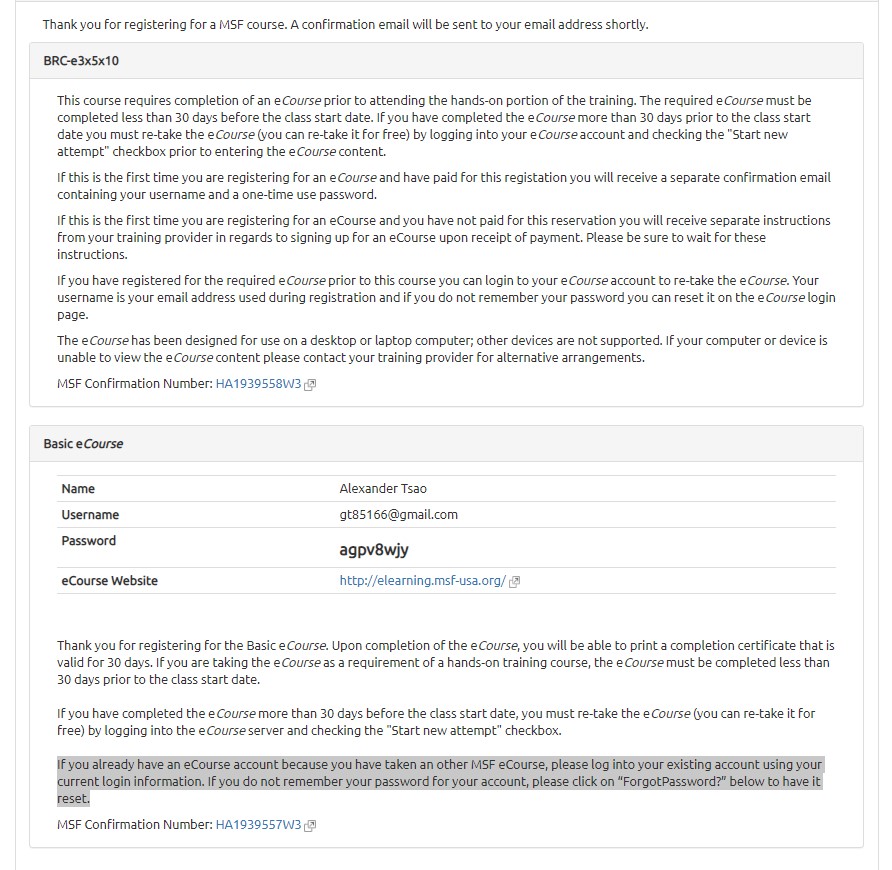 Thank you for registering for a MSF course. A confirmation email will be sent to your email address shortly.
BRC-e3x5x10
This course requires completion of an eCourse prior to attending the hands-on portion of the training. The required eCourse must be
completed less than 30 days before the class start date. If you have completed the eCourse more than 30 days prior to the class start
date you must re-take the eCourse (you can re-take it for free) by logging into your eCourse account and checking the "Start new
attempt" checkbox prior to entering the eCourse content.
If this is the first time you are registering for an eCourse and have paid for this registation you will receive a separate confirmation email
containing your username and a one-time use password.
If this is the first time you are registering for an eCourse and you have not paid for this reservation you will receive separate instructions
from your training provider in regards to signing up for an eCourse upon receipt of payment. Please be sure to wait for these
instructions.
If you have registered for the required eCourse prior to this course you can login to your eCourse account to re-take the eCourse. Your
username is your email address used during registration and if you do not remember your password you can reset it on the eCourse login
page.
The eCourse has been designed for use on a desktop or laptop computer; other devices are not supported. If your computer or device is
unable to view the eCourse content please contact your training provider for alternative arrangements.
MSF Confirmation Number: HA1939558W3
Basic eCourse
Name Alexander Tsao
Username gt85166@gmail.com
Password agpv8wjy
eCourse Website http://elearning.msf-usa.org/
Thank you for registering for the Basic eCourse. Upon completion of the eCourse, you will be able to print a completion certificate that is
valid for 30 days. If you are taking the eCourse as a requirement of a hands-on training course, the eCourse must be completed less than
30 days prior to the class start date.
If you have completed the eCourse more than 30 days before the class start date, you must re-take the eCourse (you can re-take it for
free) by logging into the eCourse server and checking the "Start new attempt" checkbox.
If you already have an eCourse account because you have taken an other MSF eCourse, please log into your existing account using your
current login information. If you do not remember your password for your account, please click on “ForgotPassword?” below to have it
reset.
MSF Confirmation Number: HA1939557W3